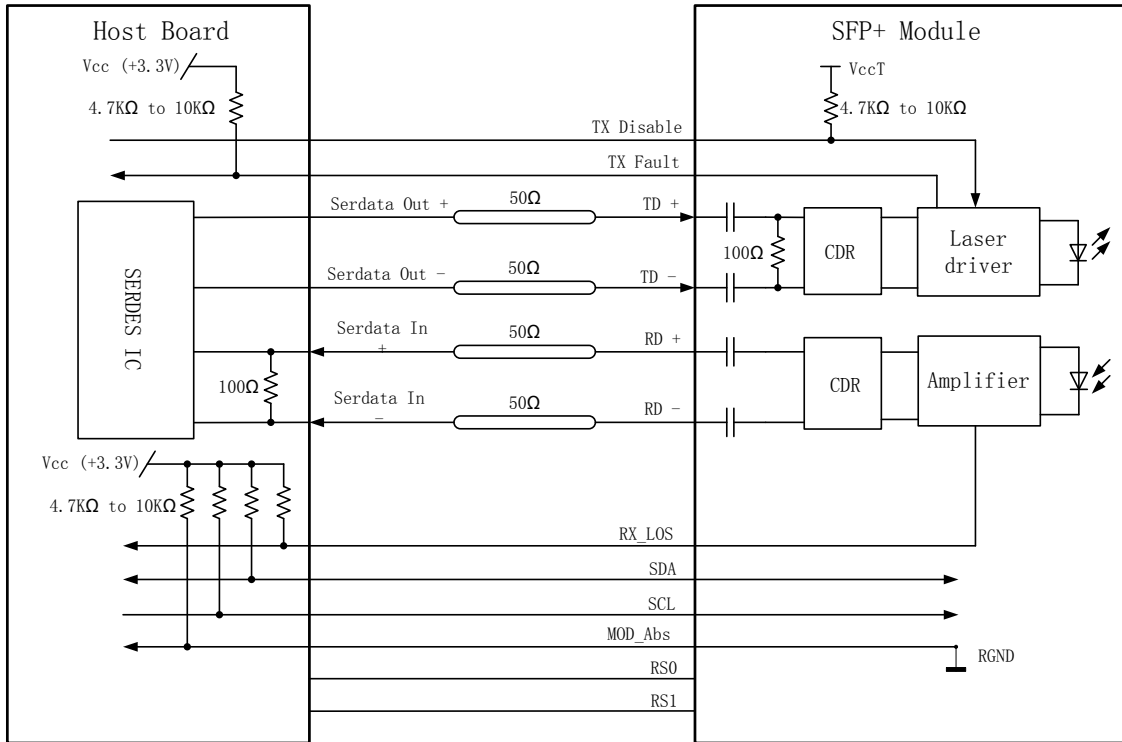 Host Board
SFP+ Module
Vcc (+3.3V)
VccT
4.7KΩ to 10KΩ
4.7KΩ to 10KΩ
TX Disable
TX Fault
Serdata Out +
50Ω
TD +
100Ω
CDR
Laser
driver
Serdata Out −
50Ω
TD −
SERDES IC
Serdata In
+
50Ω
RD +
100Ω
CDR
Amplifier
Serdata In
−
50Ω
RD −
Vcc (+3.3V)
4.7KΩ to 10KΩ
RX_LOS
SDA
SCL
MOD_Abs
RGND
RS0
RS1